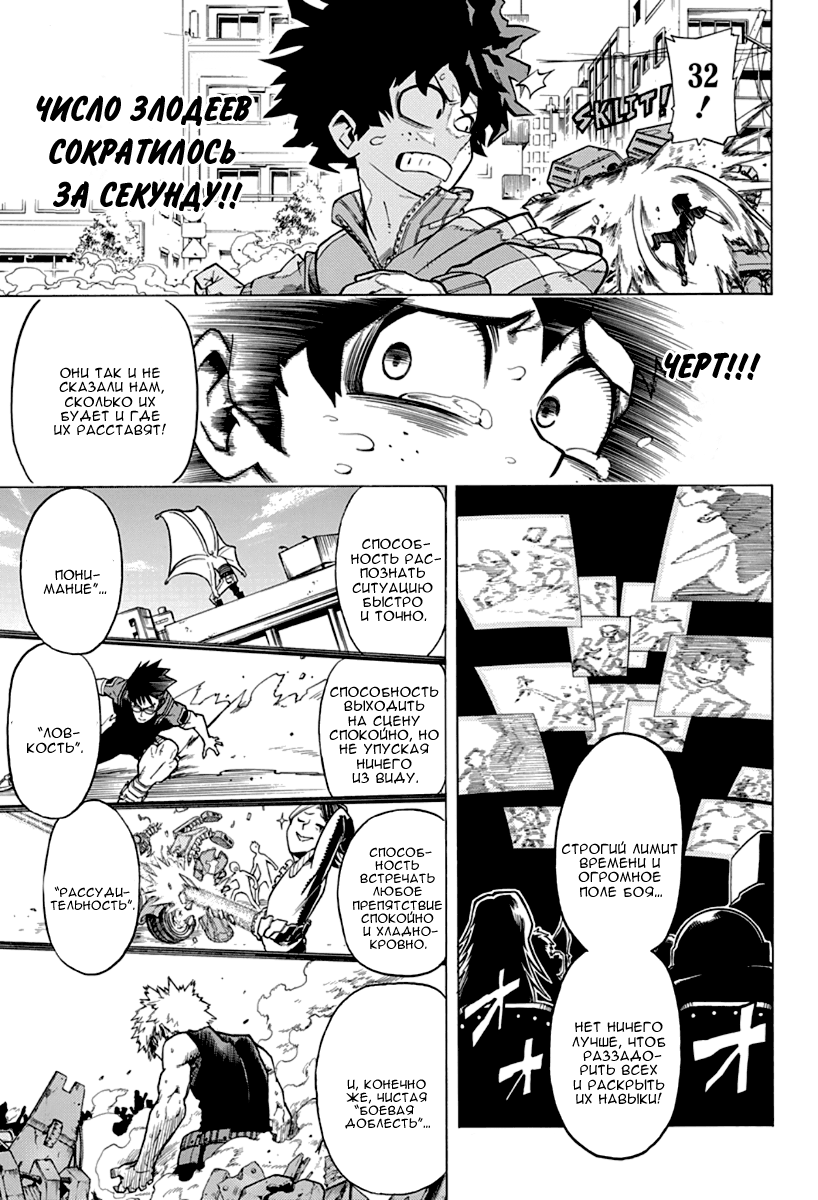 32
!
SKLIT!
ЧИСЛО ЗЛОДЕЕВ
СОКРАТИЛОСЬ
ЗА СЕКУНДУ!!
ЧЕРТ!!!
ОНИ ТАК И НЕ
СКАЗАЛИ НАМ,
СКОЛЬКО ИХ
БУДЕТ И ГДЕ
ИХ РАССТАВЯТ!
СТРОГИЙ ЛИМИТ
ВРЕМЕНИ И
ОГРОМНОЕ
ПОЛЕ БОЯ...
НЕТ НИЧЕГО
ЛУЧШЕ, ЧТОБ
РАЗЗАДО-
РИТЬ ВСЕХ
И РАСКРЫТЬ
ИХ НАВЫКИ!
オ
オ
СПОСОБ-
НОСТЬ РАС-
ПОЗНАТЬ
СИТУАЦИЮ
БЫСТРО
И ТОЧНО.
ПОНИ-
МАНИЕ"...
СПОСОБНОСТЬ
ВЫХОДИТЬ
НА СЦЕНУ
СПОКОЙНО, НО
НЕ УПУСКАЯ
НИЧЕГО
ИЗ ВИДУ.
"ЛОВ-
КОСТЬ".
СПОСОБ-
НОСТЬ
ВСТРЕЧАТЬ
ЛЮБОЕ
ПРЕПЯТСТВИЕ
СПОКОЙНО
И ХЛАДНО-
КРОВНО.
"РАССУДИ-
ТЕЛЬНОСТЬ".
И, КОНЕЧНО
ЖЕ, ЧИСТАЯ
"БОЕВАЯ
ДОБЛЕСТЬ"...